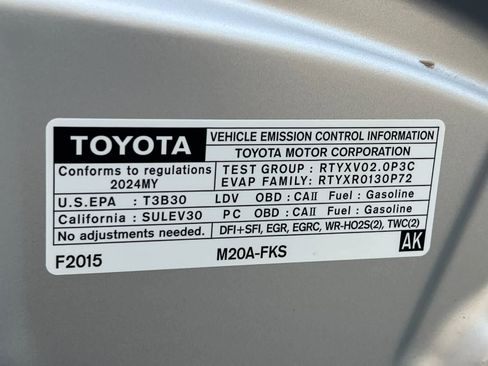 TOYOTA
VEHICLE EMISSION CONTROL INFORMATION
TOYOTA MOTOR CORPORATION
Conforms to regulations
2024MY
TEST GROUP : RTYXV02.0P3C
EVAP FAMILY: RTYXR0130P72
U.S.EPA : T3B30 LDV OBD : CAII Fuel : Gasoline
California : SULEV30 PC OBD : CAII Fuel : Gasoline
No adjustments needed. DFI+SFI, EGR, EGRC, WR-HO2S(2), TWC(2)
F2015 M20A-FKS AK